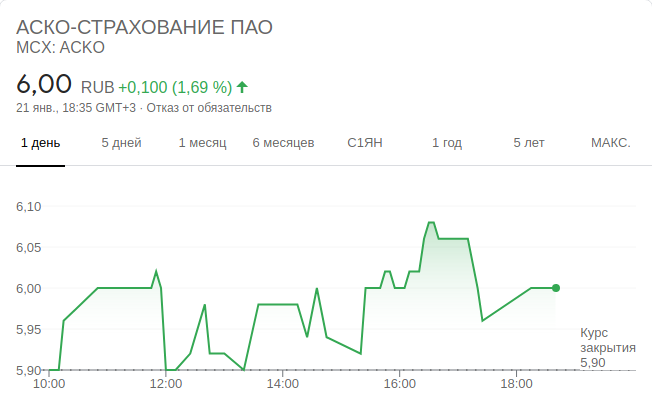 АСКО-СТРАХОВАНИЕ ПАО
MCX: ACKO
6,00 RUB +0,100 (1,69 %)
21 янв., 18:35 GMT+3 · Отказ от обязательств
1 день 5 дней 1 месяц 6 месяцев С1ЯН 1 год 5 лет МАКС.
6,10
6,05
6,00
5,95
5,90
Курс
закрытия
5,90
10:00 12:00 14:00 16:00 18:00